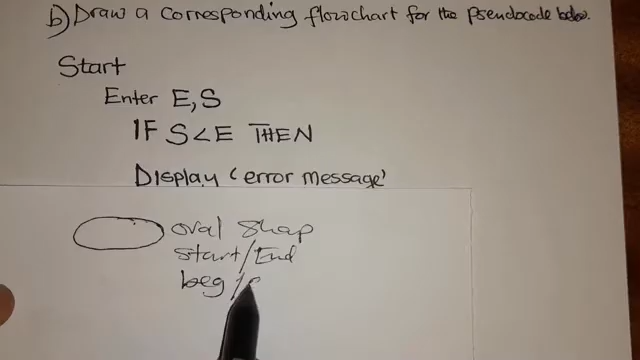 b) Draw a corresponding flowchart for the pseudocode below.
Start
Enter E,S
IF S<E THEN
Display 'error message'
oval shap
start/End
beg/